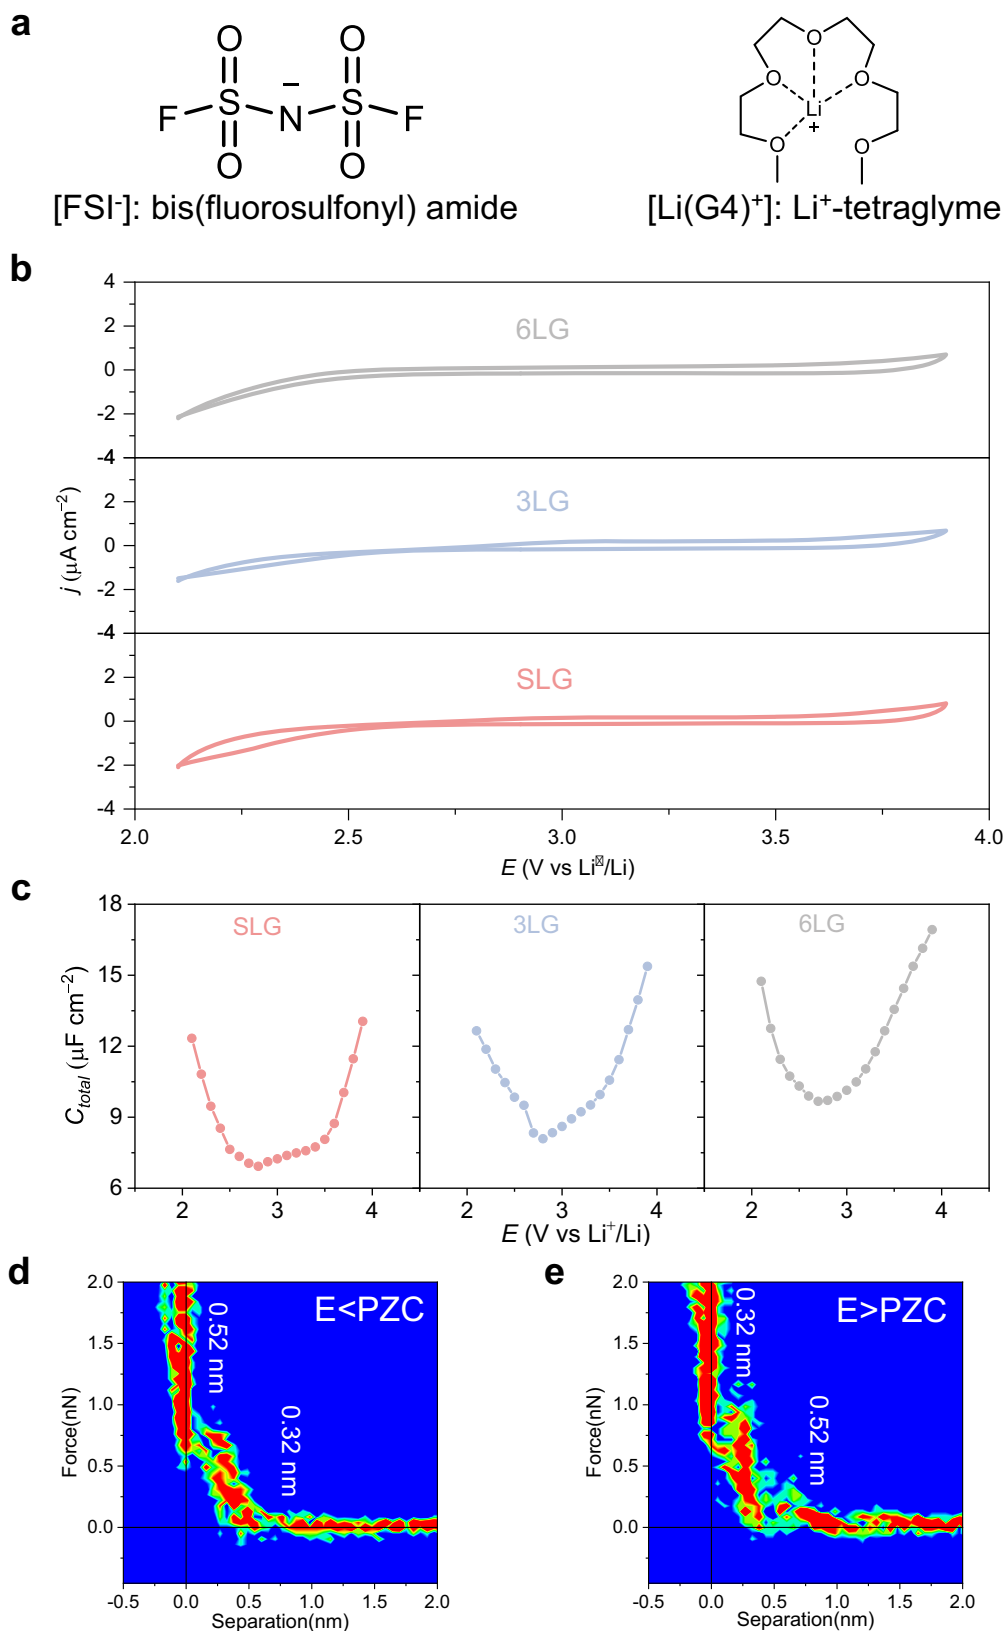 a
O O
F S N S F
−
O O
[FSI-]: bis(fluorosulfonyl) amide
O
O O
Li
+
O O
[Li(G4)+]: Li+-tetraglyme
b
4
6LG
2
0
-2
-4
3LG
2
0
-2
-4
SLG
2
0
-2
-4
j (μA cm−2)
2.0 2.5 3.0 3.5 4.0
E (V vs Li⍰/Li)
c
18
15
12
9
6
Ctotal (μF cm−2)
SLG 3LG 6LG
2 3 4 2 3 4 2 3 4
E (V vs Li+/Li)
d
2.0
1.5
1.0
0.5
0.0
Force(nN)
E<PZC
0.52 nm
0.32 nm
-0.5 0.0 0.5 1.0 1.5 2.0
Separation(nm)
e
2.0
1.5
1.0
0.5
0.0
Force(nN)
E>PZC
0.32 nm
0.52 nm
-0.5 0.0 0.5 1.0 1.5 2.0
Separation(nm)